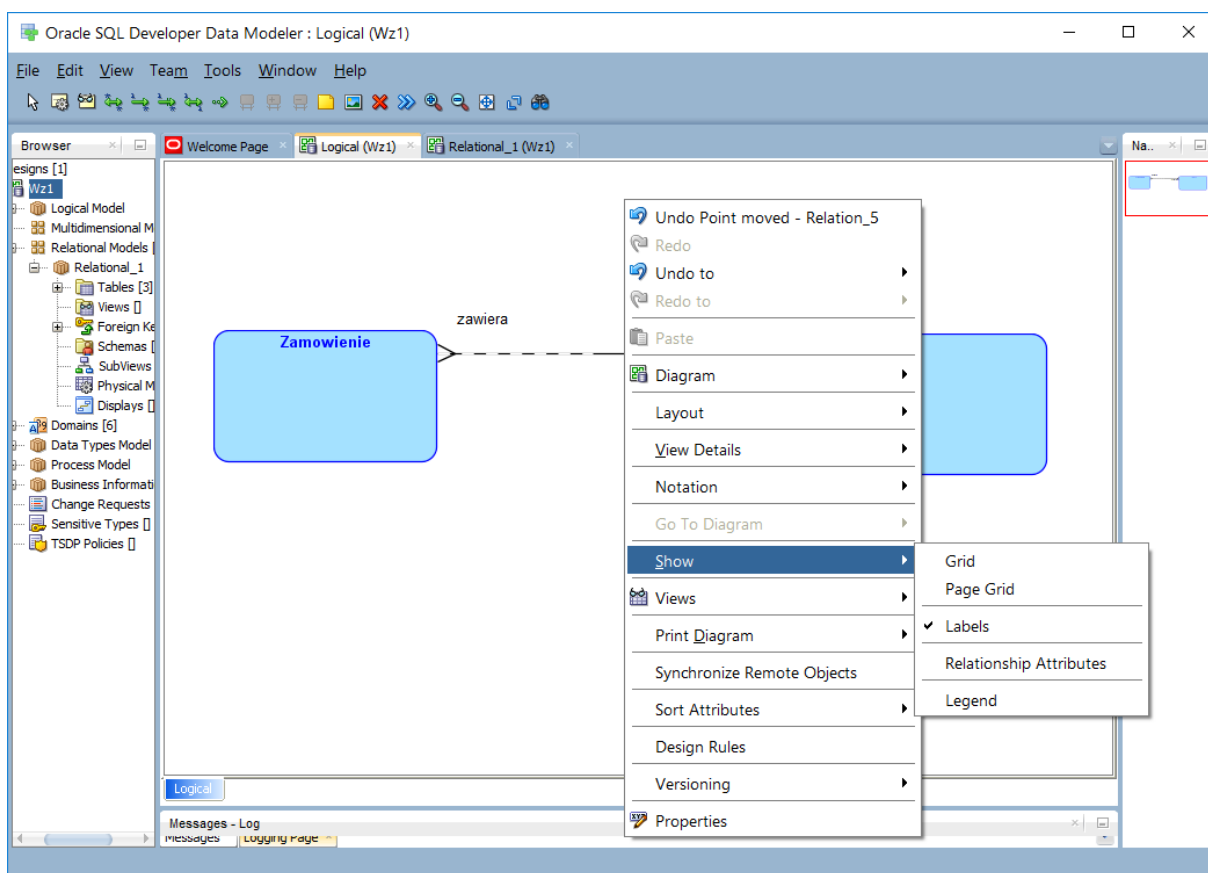 Oracle SQL Developer Data Modeler : Logical (Wz1)
File Edit View Team Tools Window Help
Browser
Welcome Page
Logical (Wz1)
Relational_1 (Wz1)
Na..
esigns [1]
Wz1
Logical Model
Multidimensional M
Relational Models [
Relational_1
Tables [3]
Views []
Foreign Ke
Schemas [
SubViews
Physical M
Displays []
Domains [6]
Data Types Model
Process Model
Business Informati
Change Requests
Sensitive Types []
TSDP Policies []
Zamowienie
zawiera
Undo Point moved - Relation_5
Redo
Undo to
Redo to
Paste
Diagram
Layout
View Details
Notation
Go To Diagram
Show
Views
Print Diagram
Synchronize Remote Objects
Sort Attributes
Design Rules
Versioning
Properties
Grid
Page Grid
Labels
Relationship Attributes
Legend
Logical
Messages - Log
Messages
Logging Page